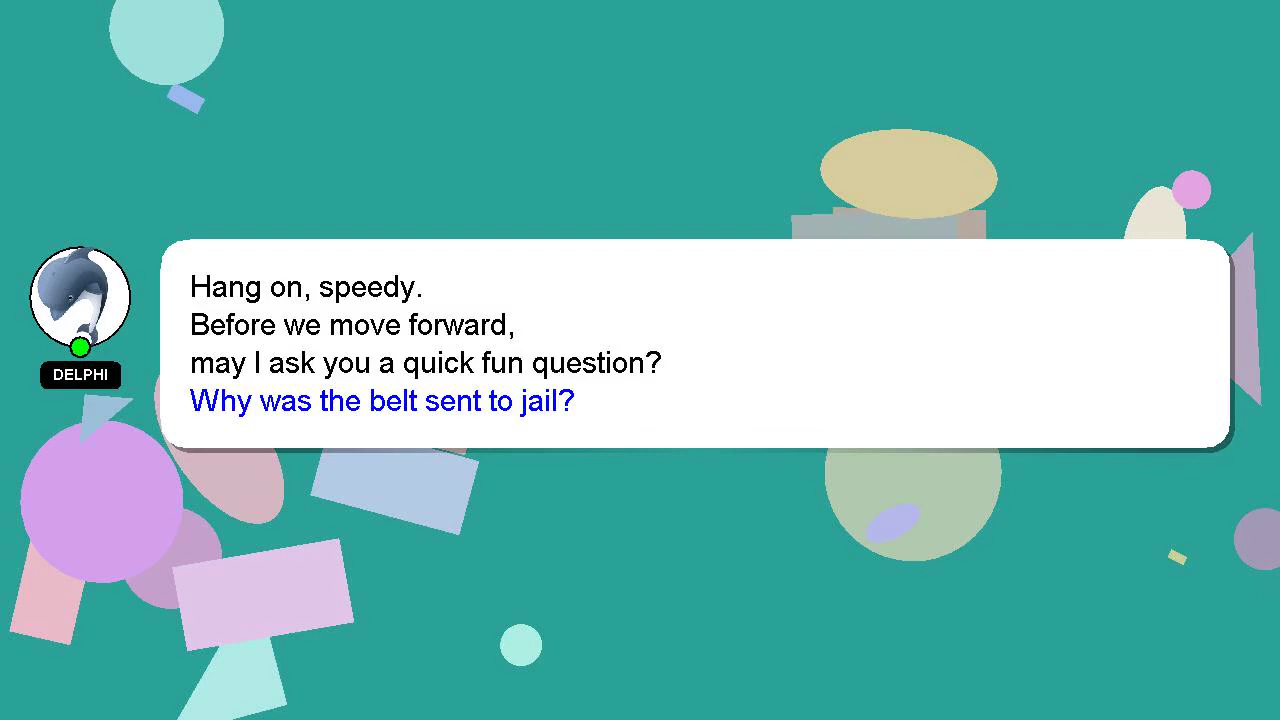 Hang on, speedy.
Before we move forward,
may I ask you a quick fun question?
Why was the belt sent to jail?
DELPHI